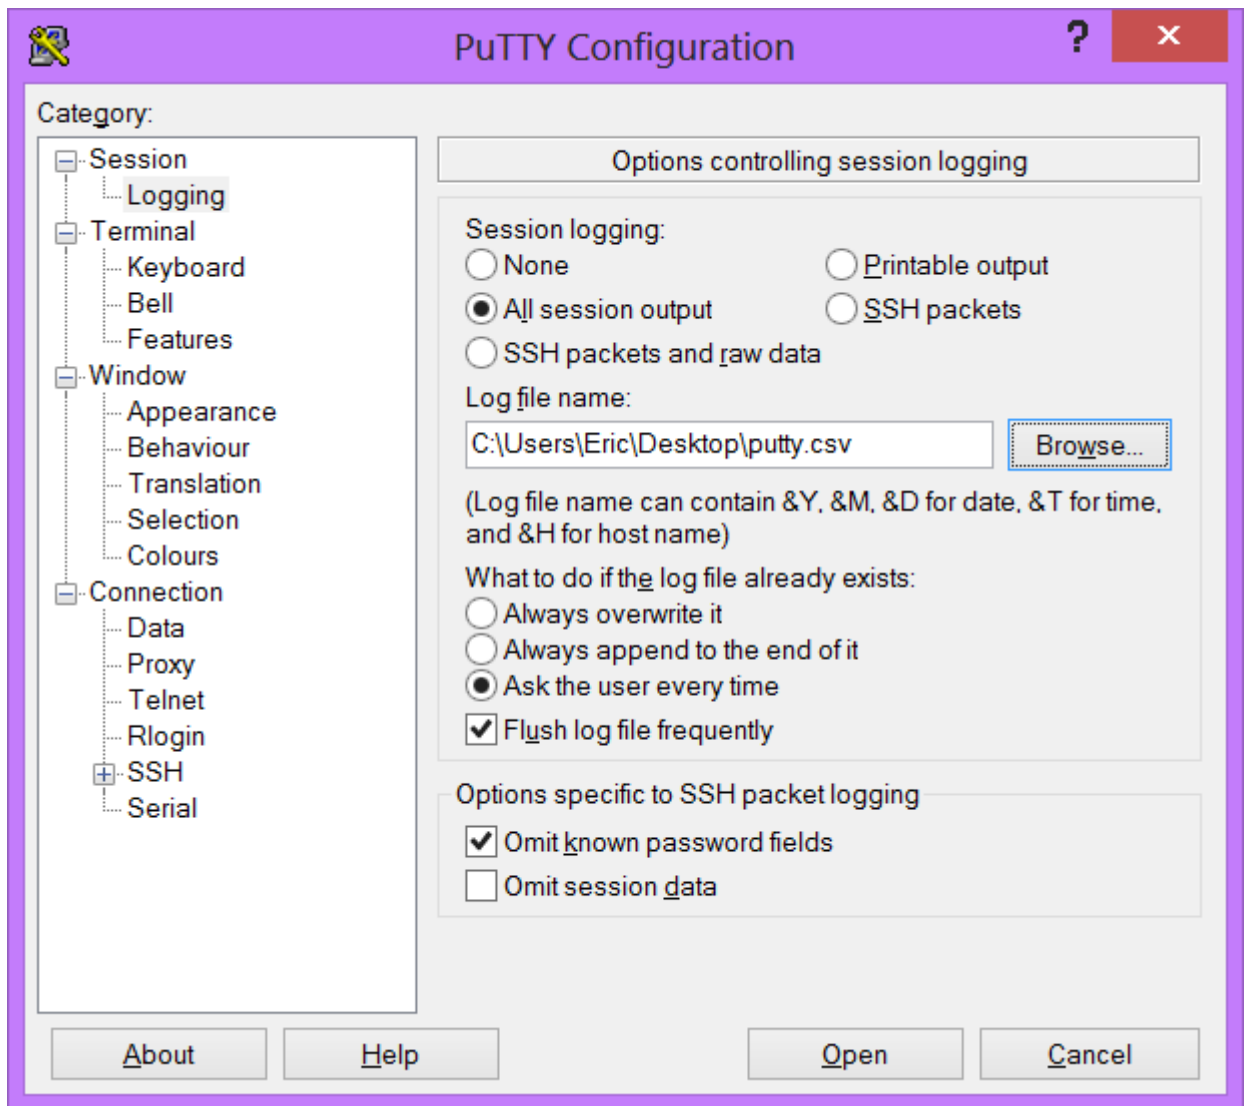 PuTTY Configuration
?
Category:
Session
Logging
Terminal
Keyboard
Bell
Features
Window
Appearance
Behaviour
Translation
Selection
Colours
Connection
Data
Proxy
Telnet
Rlogin
SSH
Serial
Options controlling session logging
Session logging:
None
Printable output
All session output
SSH packets
SSH packets and raw data
Log file name:
C:\Users\Eric\Desktop\putty.csv
Browse...
(Log file name can contain &Y, &M, &D for date, &T for time,
and &H for host name)
What to do if the log file already exists:
Always overwrite it
Always append to the end of it
Ask the user every time
Flush log file frequently
Options specific to SSH packet logging
Omit known password fields
Omit session data
About
Help
Open
Cancel